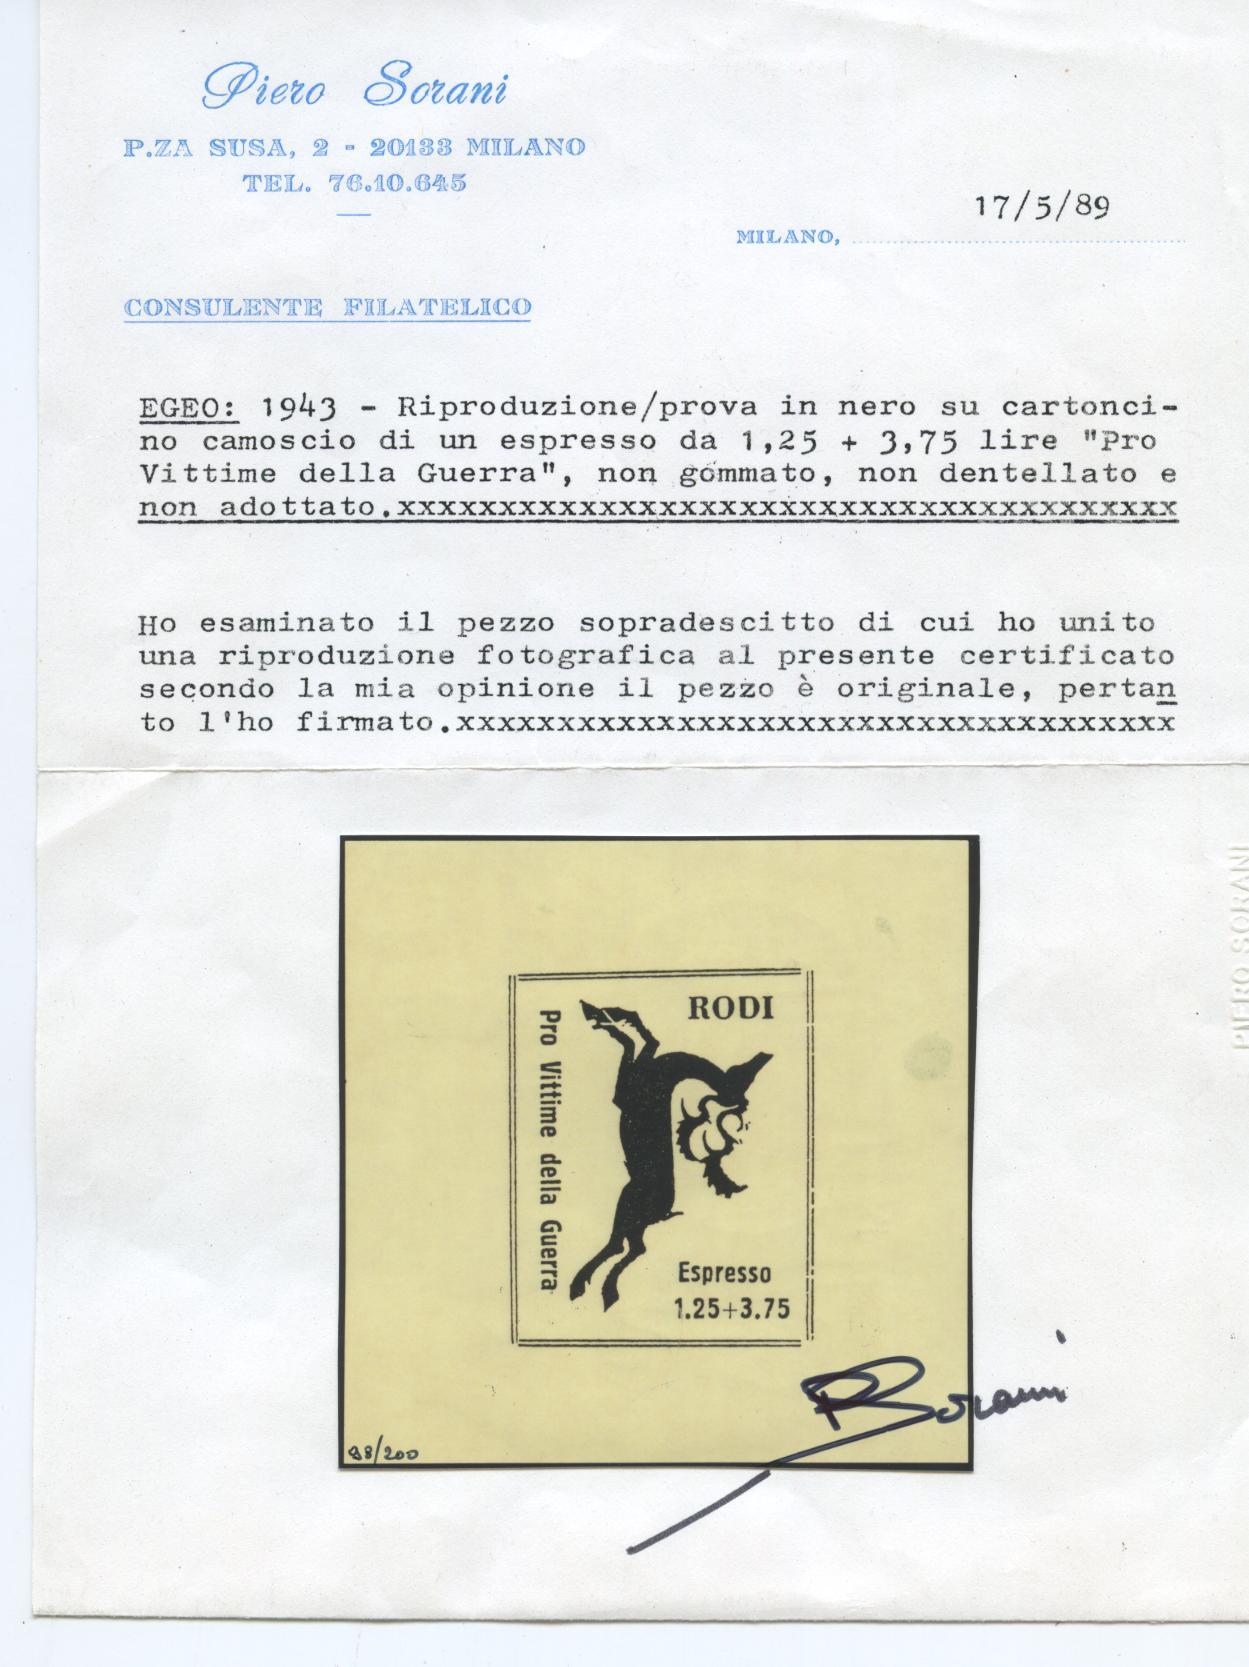 Piero Sorani
P.ZA SUSA, 2 - 20133 MILANO
TEL. 76.10.645
17/5/89
MILANO,
CONSULENTE FILATELICO
EGEO: 1943 - Riproduzione/prova in nero su cartonci-
no camoscio di un espresso da 1,25 + 3,75 lire "Pro
Vittime della Guerra", non gommato, non dentellato e
non adottato.xxxxxxxxxxxxxxxxxxxxxxxxxxxxxxxxxxxxxxx
Ho esaminato il pezzo sopradescitto di cui ho unito
una riproduzione fotografica al presente certificato
secondo la mia opinione il pezzo è originale, pertan
to l'ho firmato.xxxxxxxxxxxxxxxxxxxxxxxxxxxxxxxxxxxx
PIERO SORANI
RODI
Pro Vittime della Guerra
Espresso
1.25+3.75
PSorani
98/200